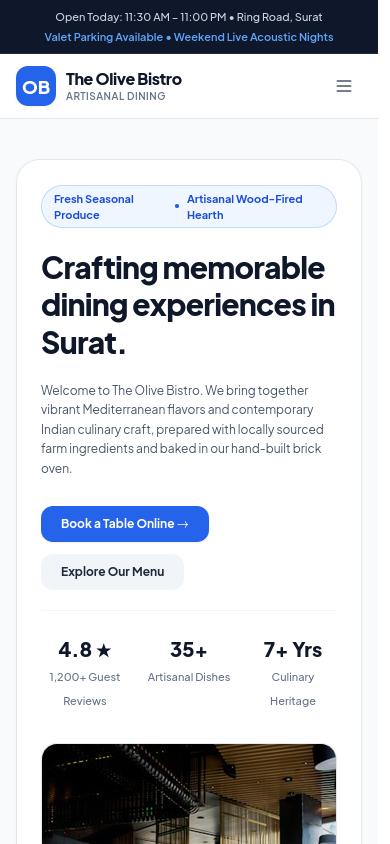 Open Today: 11:30 AM – 11:00 PM • Ring Road, Surat
Valet Parking Available • Weekend Live Acoustic Nights
OB
The Olive Bistro
ARTISANAL DINING
Fresh Seasonal Produce • Artisanal Wood-Fired Hearth
Crafting memorable
dining experiences in
Surat.
Welcome to The Olive Bistro. We bring together
vibrant Mediterranean flavors and contemporary
Indian culinary craft, prepared with locally sourced
farm ingredients and baked in our hand-built brick
oven.
Book a Table Online →
Explore Our Menu
4.8 ★
1,200+ Guest
Reviews
35+
Artisanal Dishes
7+ Yrs
Culinary
Heritage